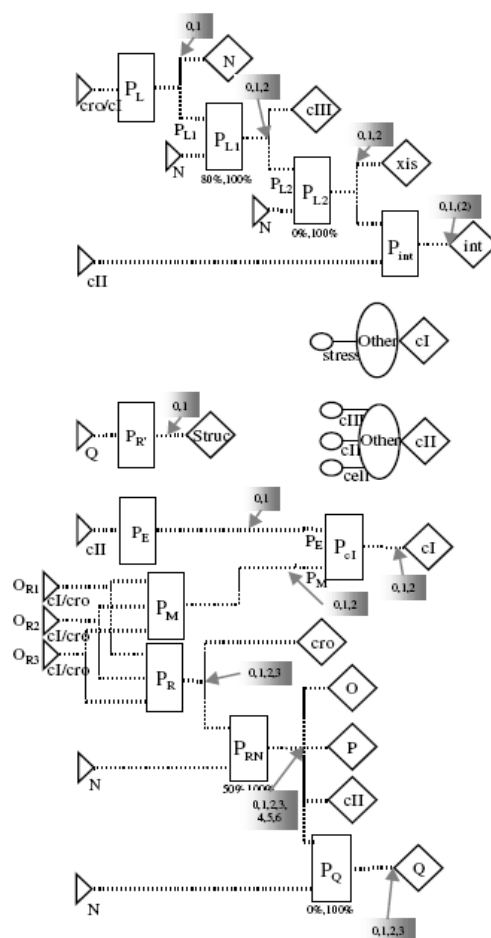 0,1
P_L
N
cro/cI
0,1,2
cIII
P_L1
P_L1
0,1,2
N
80%,100%
P_L2
P_L2
xis
N
0%,100%
0,1,(2)
P_int
int
cII
Other
cI
stress
0,1
cIII
P_R'
Struc
cII
Other
cII
Q
cell
0,1
P_E
P_cI
cII
P_E
cI
O_R1
cI/cro
P_M
P_M
O_R2
cI/cro
0,1,2
O_R3
cI/cro
cro
P_R
0,1,2,3
O
P_RN
P
N
50%,100%
0,1,2,3,
4,5,6
cII
P_Q
Q
N
0%,100%
0,1,2,3